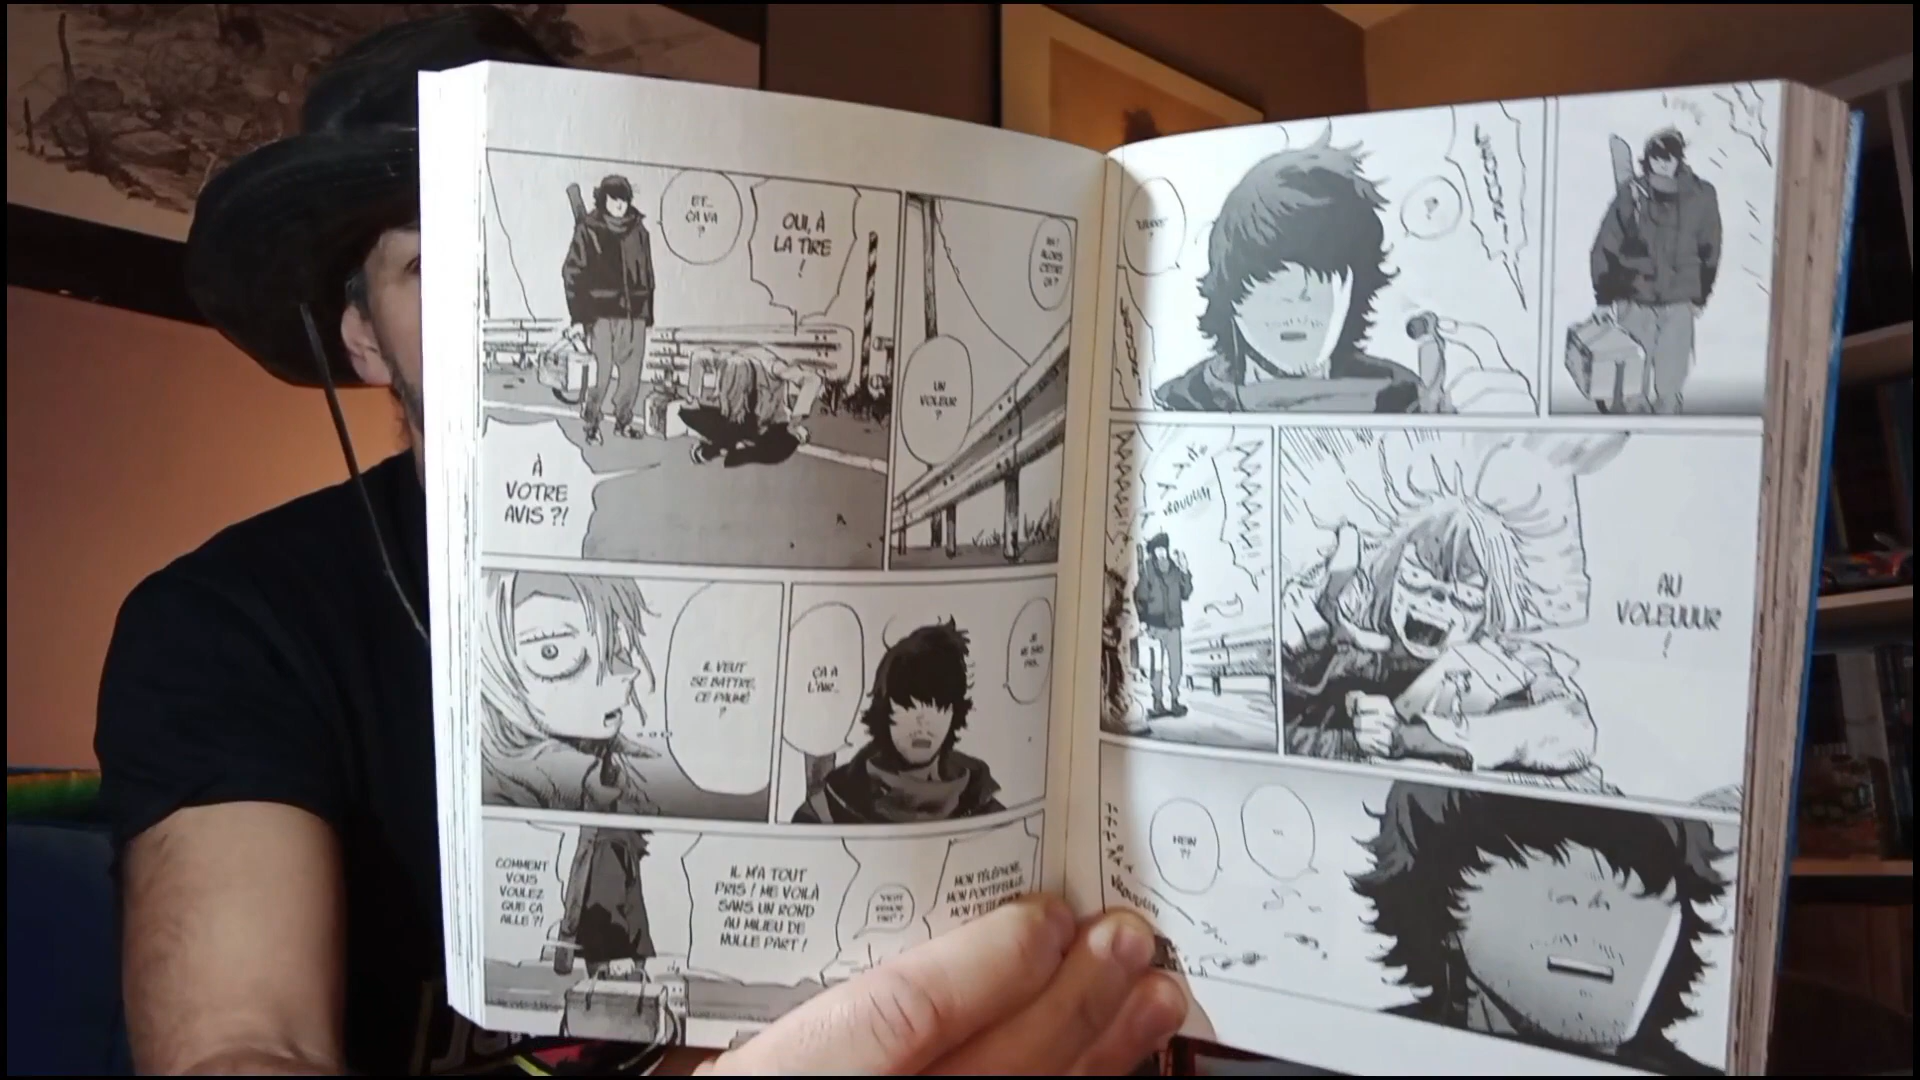 ET...
ÇA VA
?
OUI, À
LA TIRE
!
À
VOTRE
AVIS ?!
UN
VOLEUR
?
IL VEUT
SE BATTRE,
CE PAUMÉ
?
ÇA A
L'AIR...
COMMENT
VOUS
VOULEZ
QUE ÇA
AILLE ?!
IL M'A TOUT
PRIS ! ME VOILÀ
SANS UN ROND
AU MILIEU DE
NULLE PART !
MON TÉLÉPHONE,
MON PORTEFEUILLE,
?
VROUUUM
AU
VOLEUUUR
!
HEIN
?!
...
VROUUUM